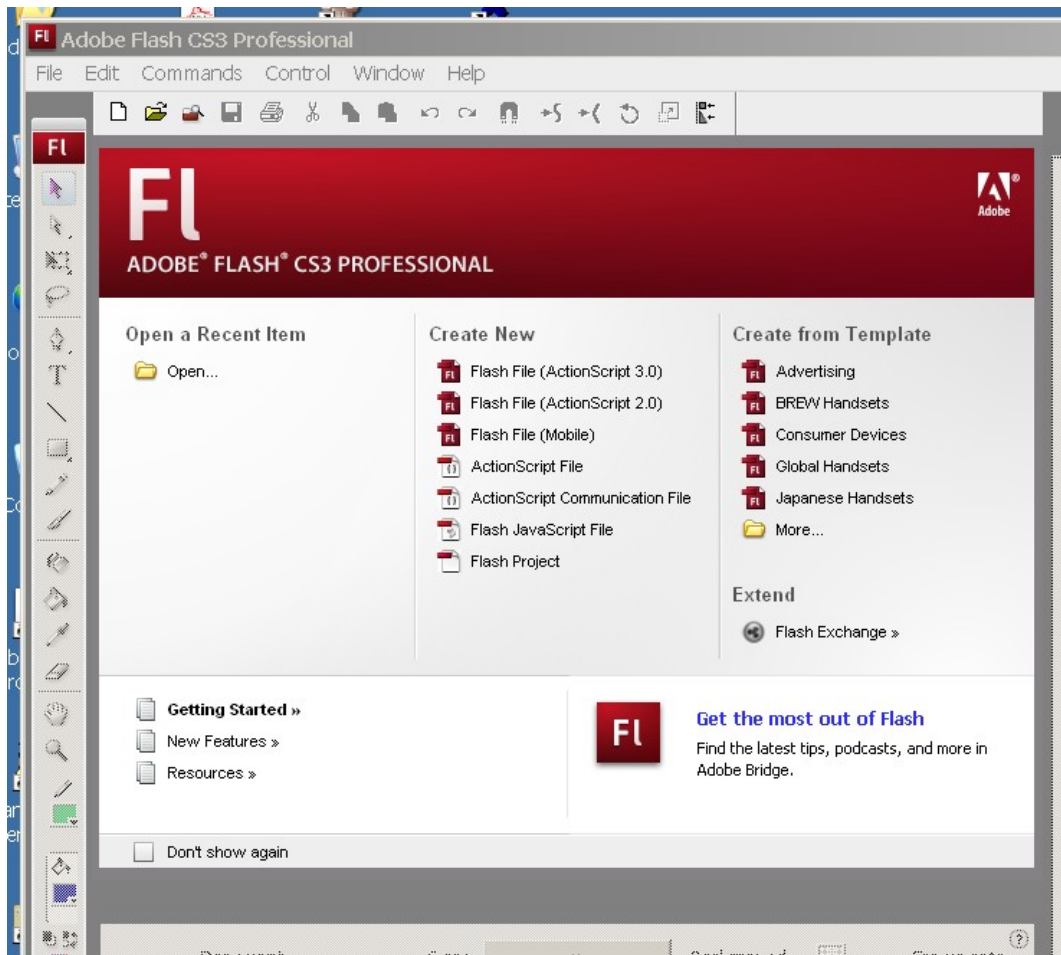 Fl Adobe Flash CS3 Professional
File Edit Commands Control Window Help
Fl
Fl
Adobe
ADOBE® FLASH® CS3 PROFESSIONAL
Open a Recent Item
Open...
Create New
Flash File (ActionScript 3.0)
Flash File (ActionScript 2.0)
Flash File (Mobile)
ActionScript File
ActionScript Communication File
Flash JavaScript File
Flash Project
Create from Template
Advertising
BREW Handsets
Consumer Devices
Global Handsets
Japanese Handsets
More...
Extend
Flash Exchange »
Getting Started »
New Features »
Resources »
Fl
Get the most out of Flash
Find the latest tips, podcasts, and more in
Adobe Bridge.
Don't show again